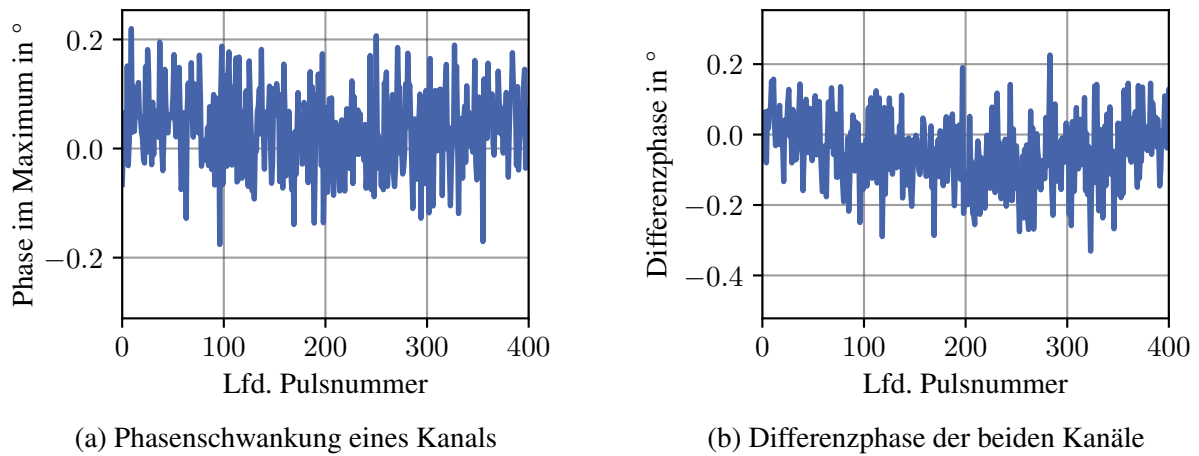 Phase im Maximum in °
0.2
0.0
−0.2
0
100
200
300
400
Lfd. Pulsnummer
(a) Phasenschwankung eines Kanals
Differenzphase in °
0.2
0.0
−0.2
−0.4
0
100
200
300
400
Lfd. Pulsnummer
(b) Differenzphase der beiden Kanäle